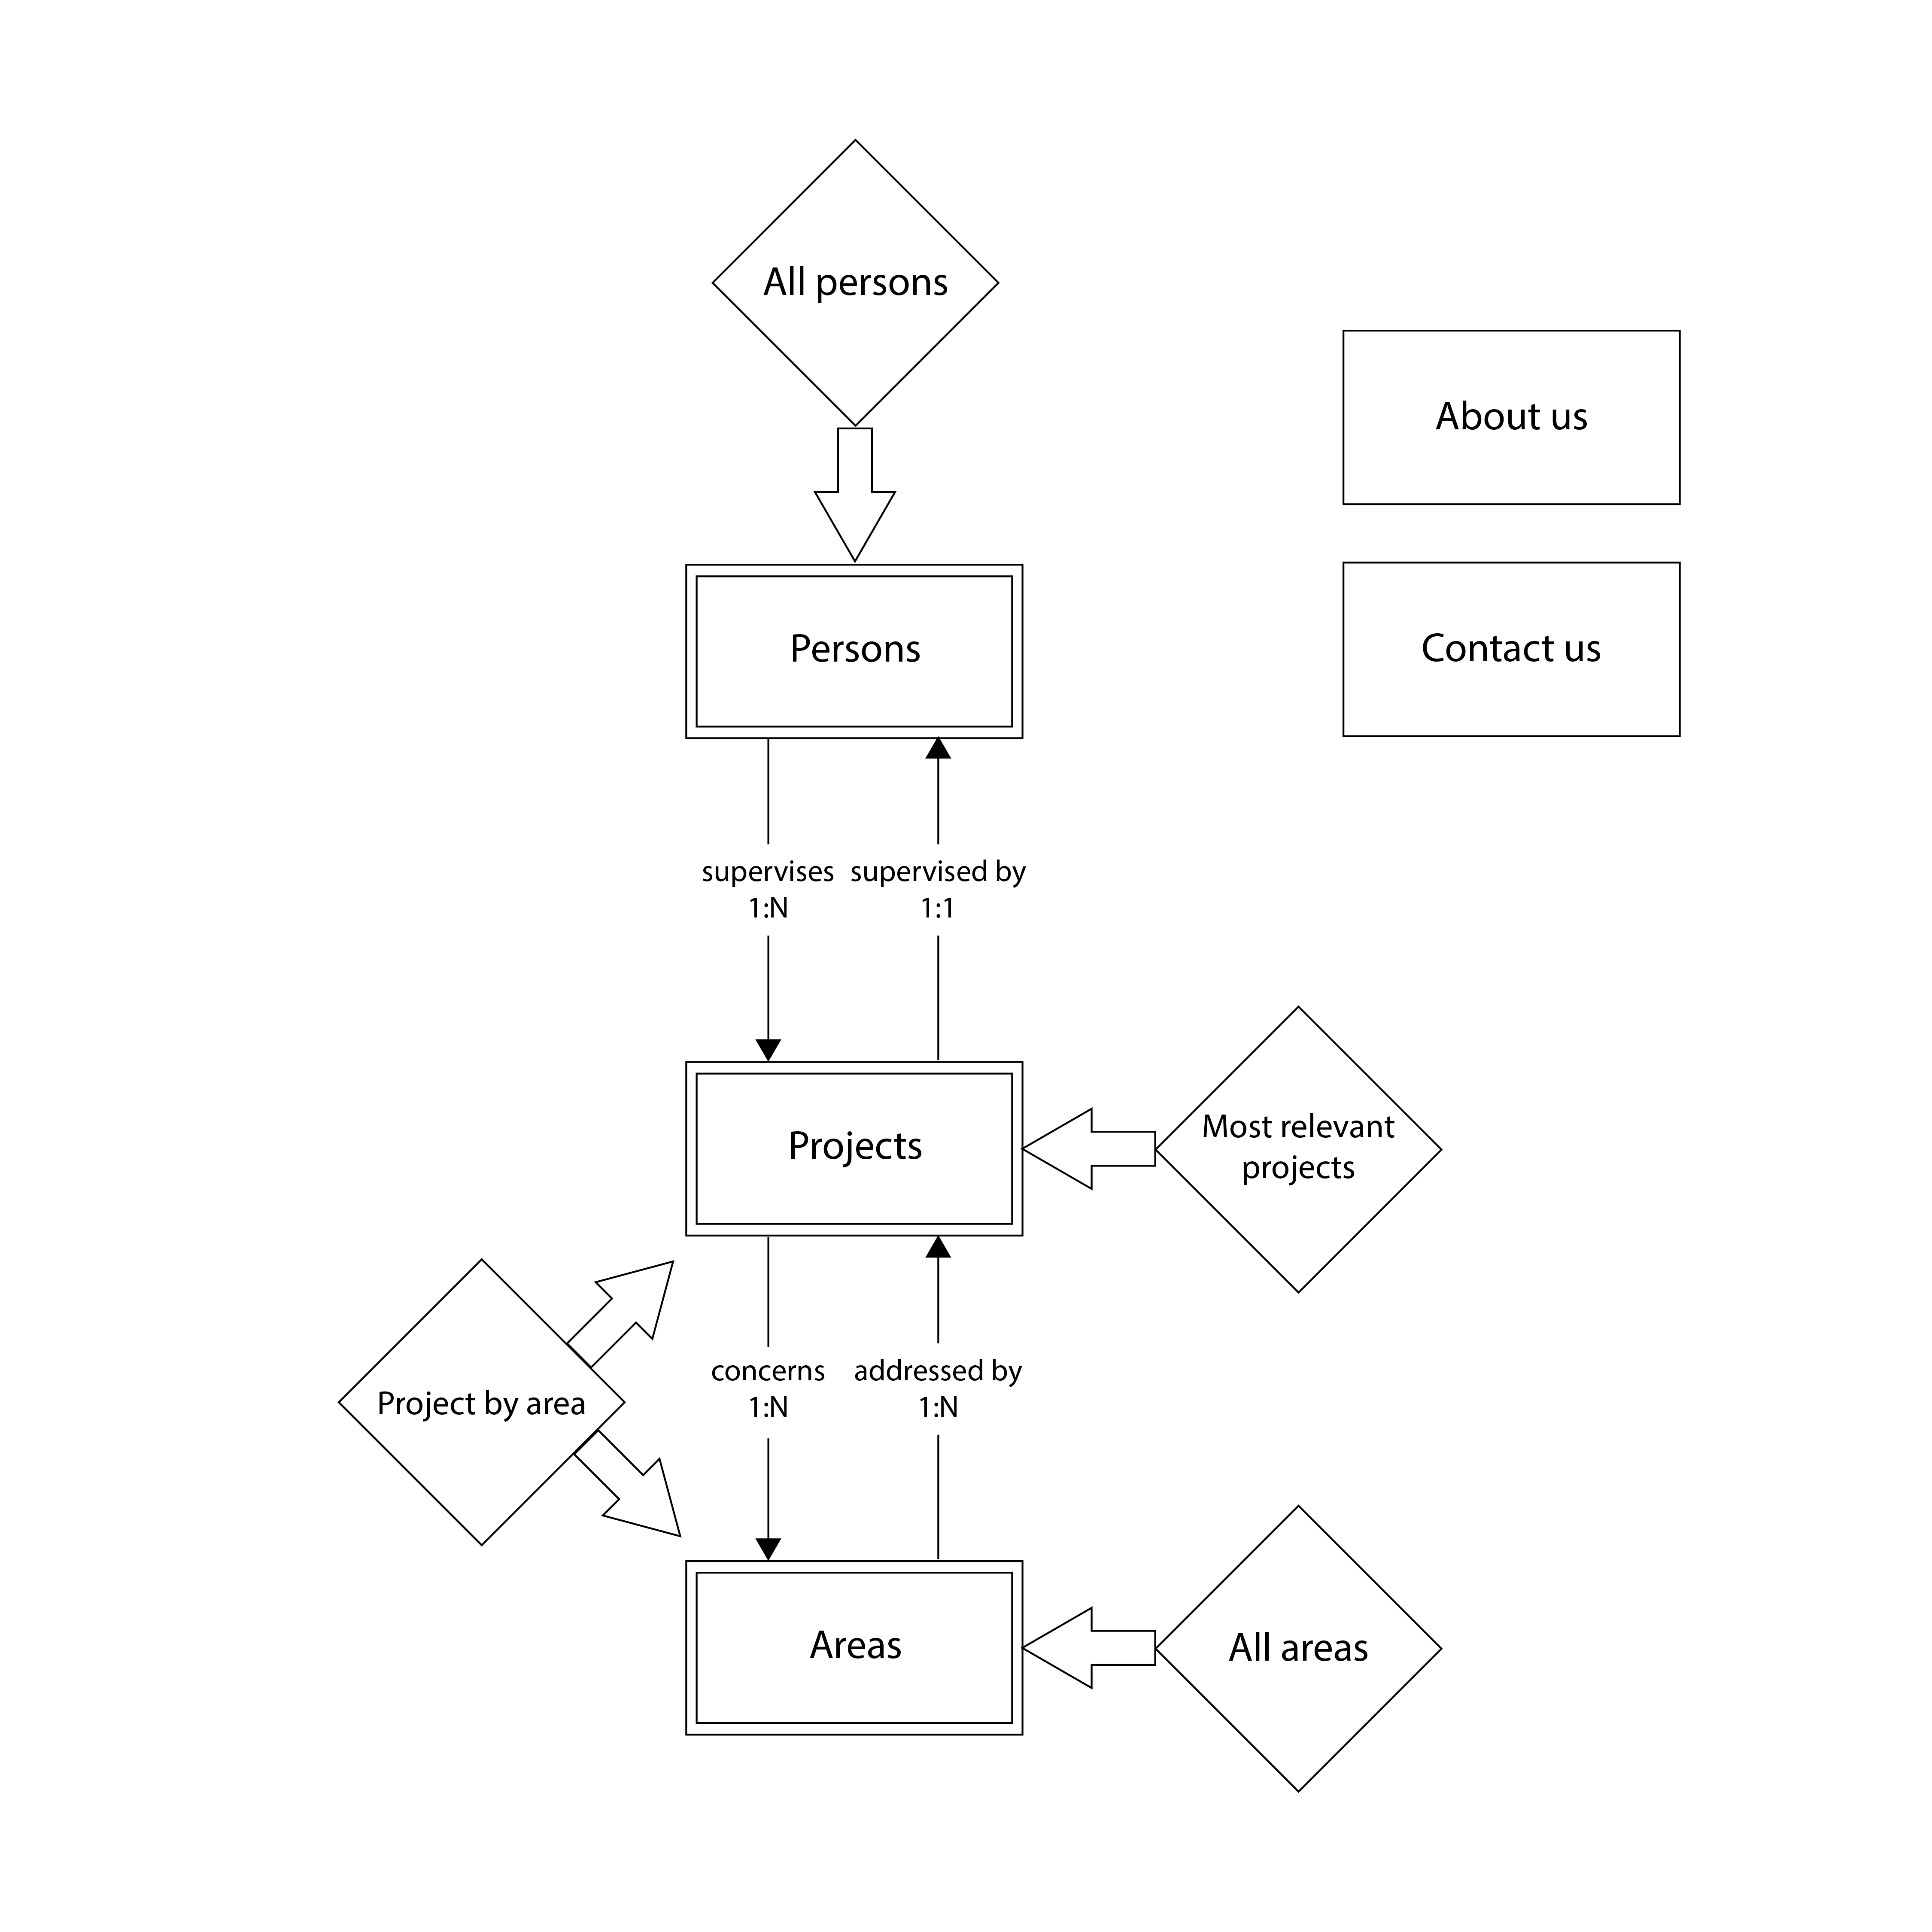 All persons
About us
Persons
Contact us
supervises
1:N
supervised by
1:1
Projects
Most relevant
projects
Project by area
concerns
1:N
addressed by
1:N
Areas
All areas